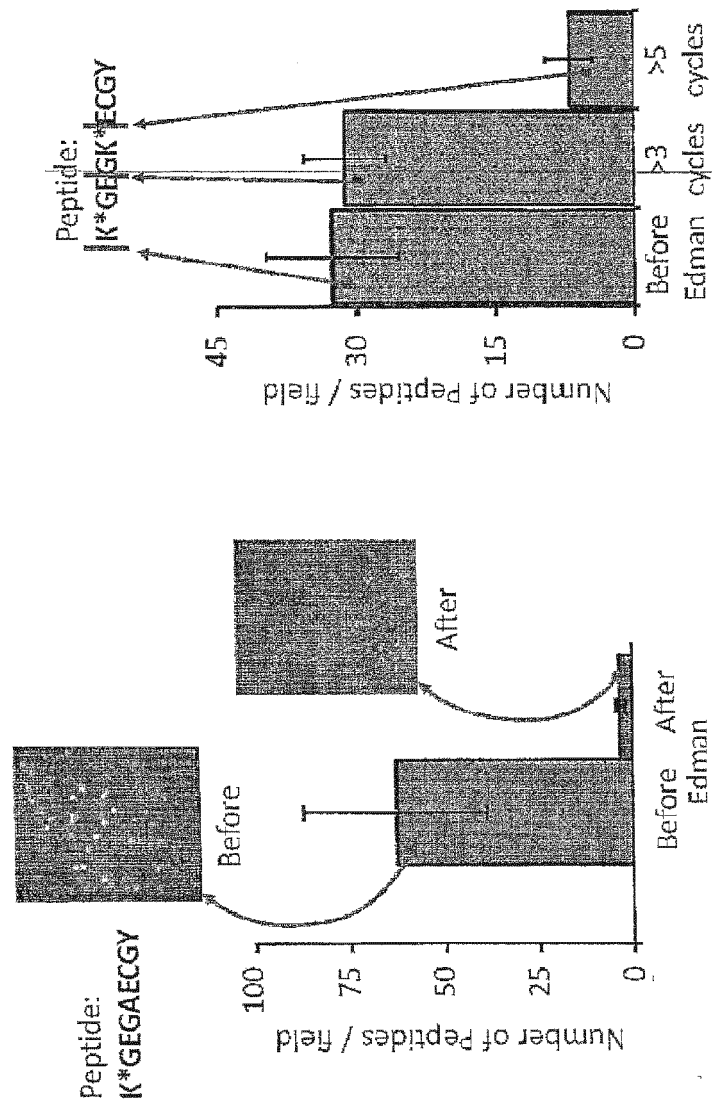 Peptide:
K*GEGAECGY
Before
After
Number of Peptides / field
100
75
50
25
0
Before After
Edman
Peptide:
K*GEGK*ECGY
Number of Peptides / field
45
30
15
0
Before >3 >5
Edman cycles cycles